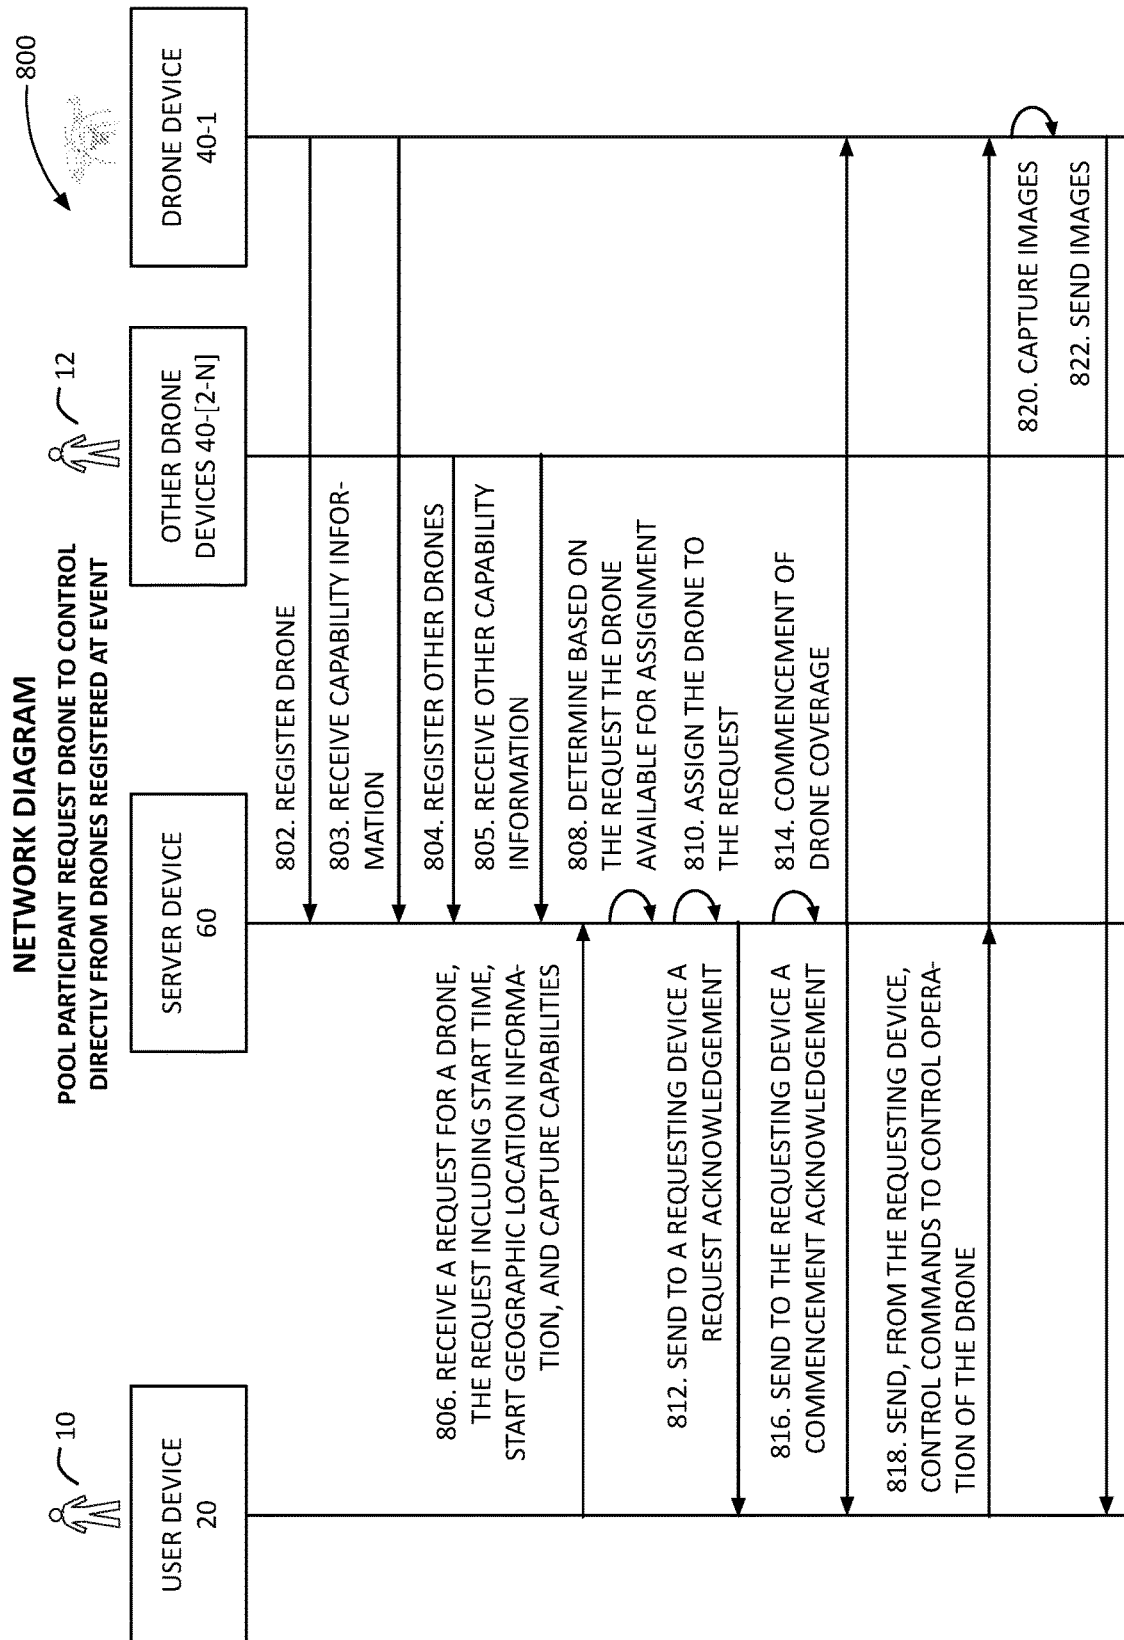 NETWORK DIAGRAM
POOL PARTICIPANT REQUEST DRONE TO CONTROL
DIRECTLY FROM DRONES REGISTERED AT EVENT
10
12
800
USER DEVICE
20
SERVER DEVICE
60
OTHER DRONE
DEVICES 40-[2-N]
DRONE DEVICE
40-1
802. REGISTER DRONE
803. RECEIVE CAPABILITY INFOR-
MATION
804. REGISTER OTHER DRONES
805. RECEIVE OTHER CAPABILITY
INFORMATION
806. RECEIVE A REQUEST FOR A DRONE,
THE REQUEST INCLUDING START TIME,
START GEOGRAPHIC LOCATION INFORMA-
TION, AND CAPTURE CAPABILITIES
808. DETERMINE BASED ON
THE REQUEST THE DRONE
AVAILABLE FOR ASSIGNMENT
810. ASSIGN THE DRONE TO
THE REQUEST
812. SEND TO A REQUESTING DEVICE A
REQUEST ACKNOWLEDGEMENT
814. COMMENCEMENT OF
DRONE COVERAGE
816. SEND TO THE REQUESTING DEVICE A
COMMENCEMENT ACKNOWLEDGEMENT
818. SEND, FROM THE REQUESTING DEVICE,
CONTROL COMMANDS TO CONTROL OPERA-
TION OF THE DRONE
820. CAPTURE IMAGES
822. SEND IMAGES